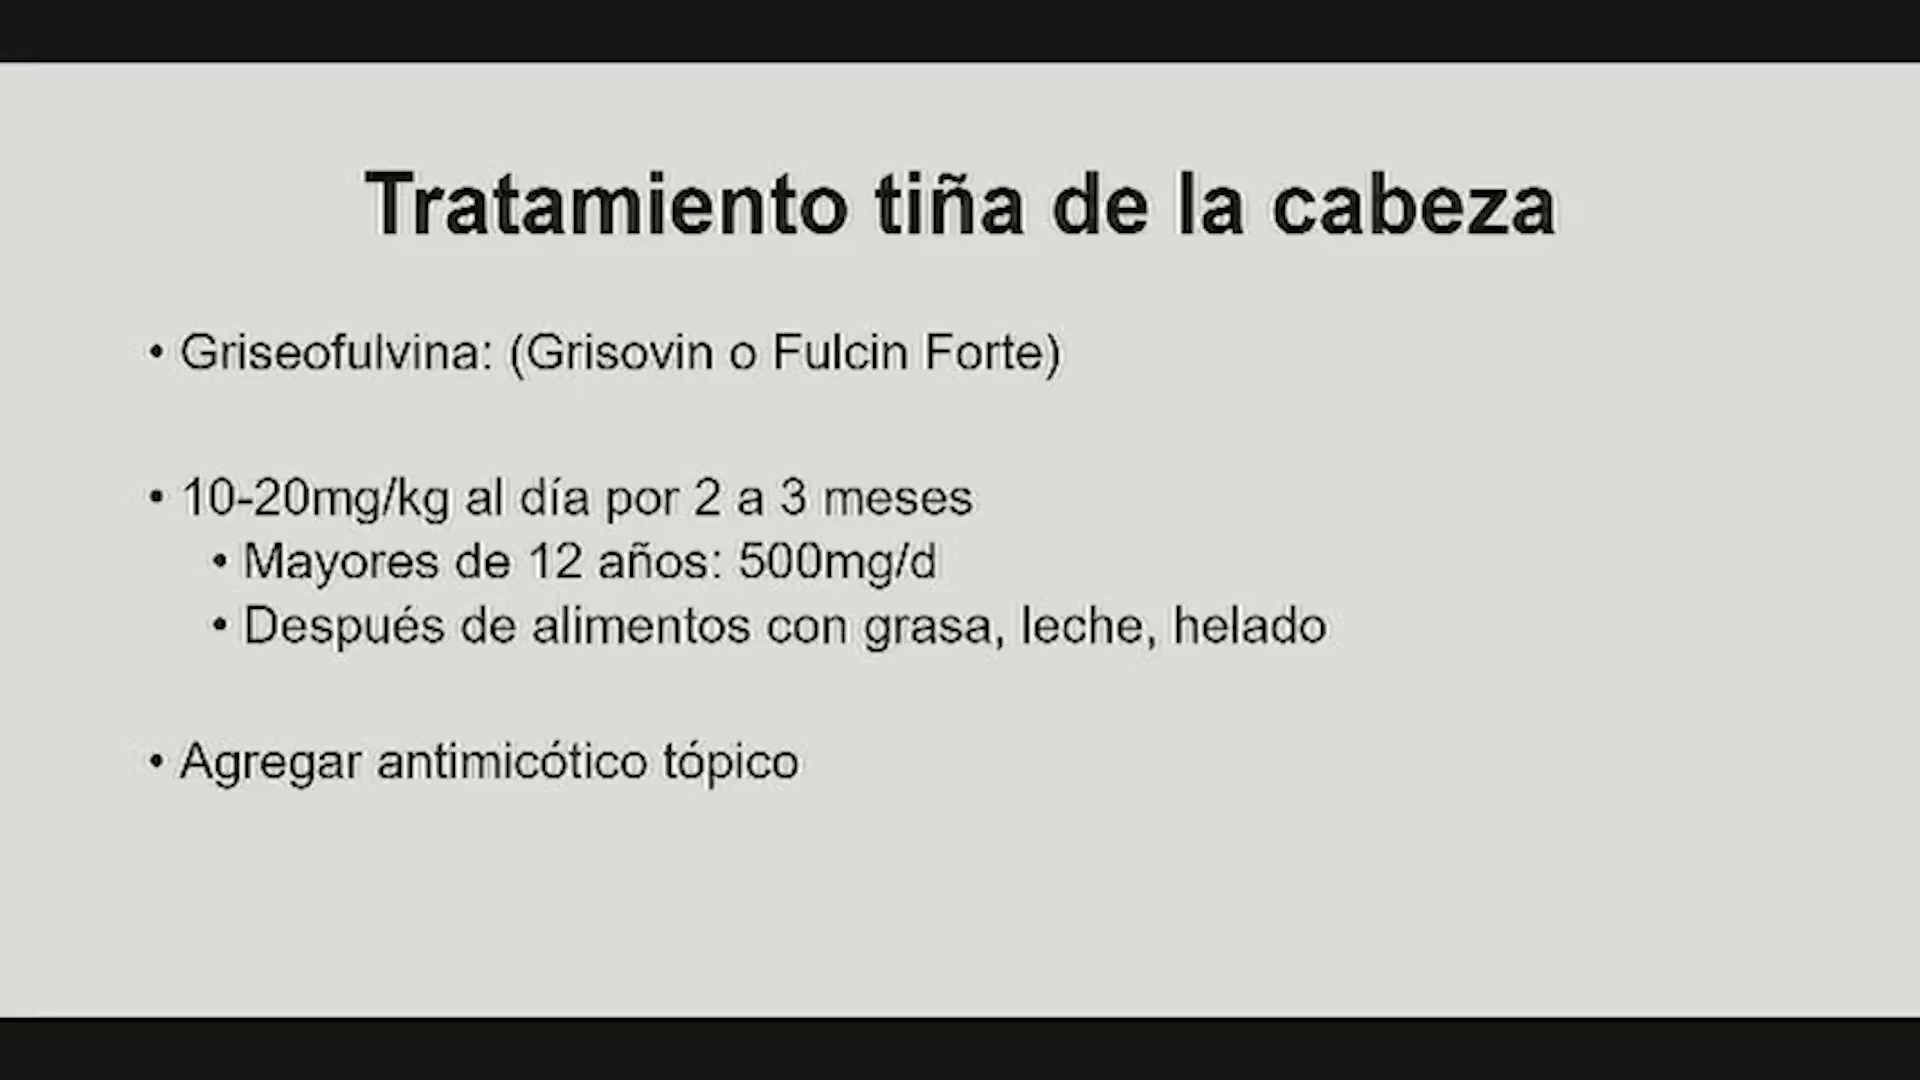 Tratamiento tiña de la cabeza
• Griseofulvina: (Grisovin o Fulcin Forte)
• 10-20mg/kg al día por 2 a 3 meses
• Mayores de 12 años: 500mg/d
• Después de alimentos con grasa, leche, helado
• Agregar antimicótico tópico